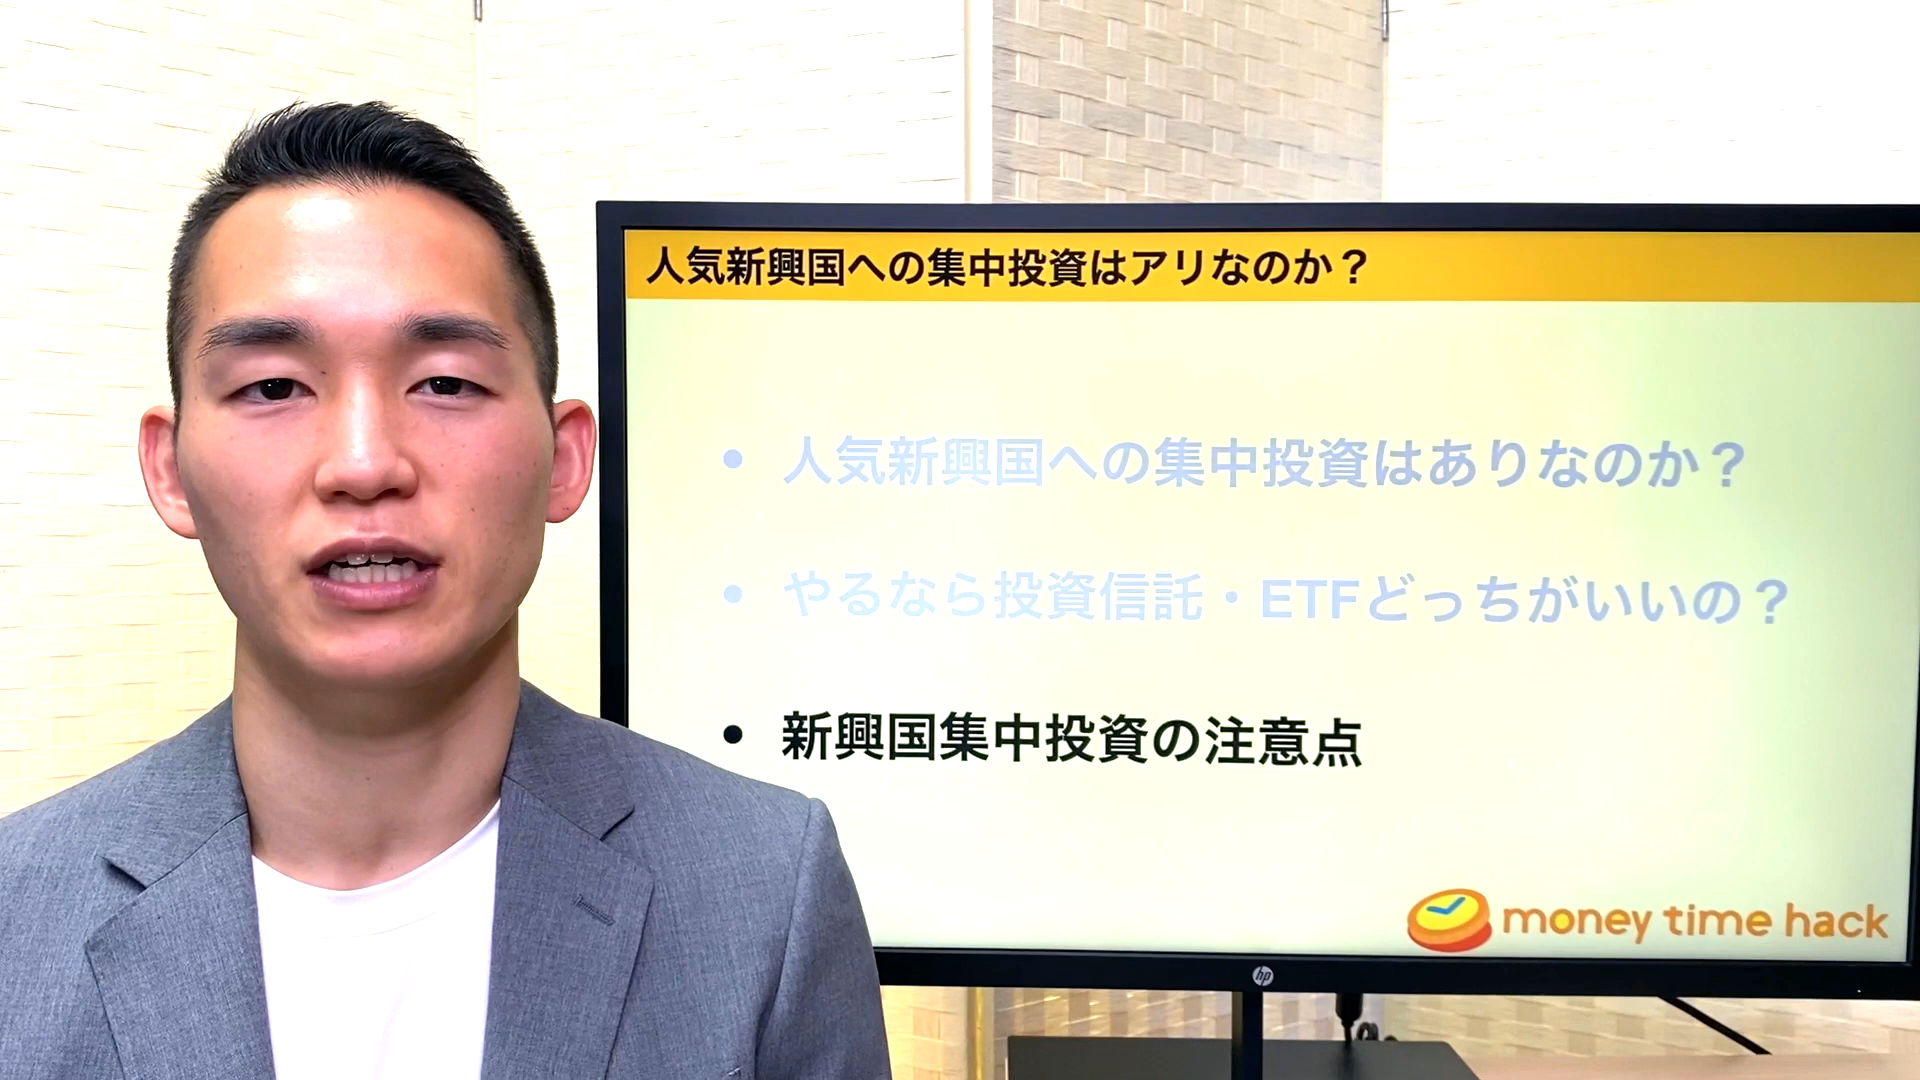 人気新興国への集中投資はアリなのか？
• 人気新興国への集中投資はありなのか？
• やるなら投資信託・ETFどっちがいいの？
• 新興国集中投資の注意点
money time hack
hp